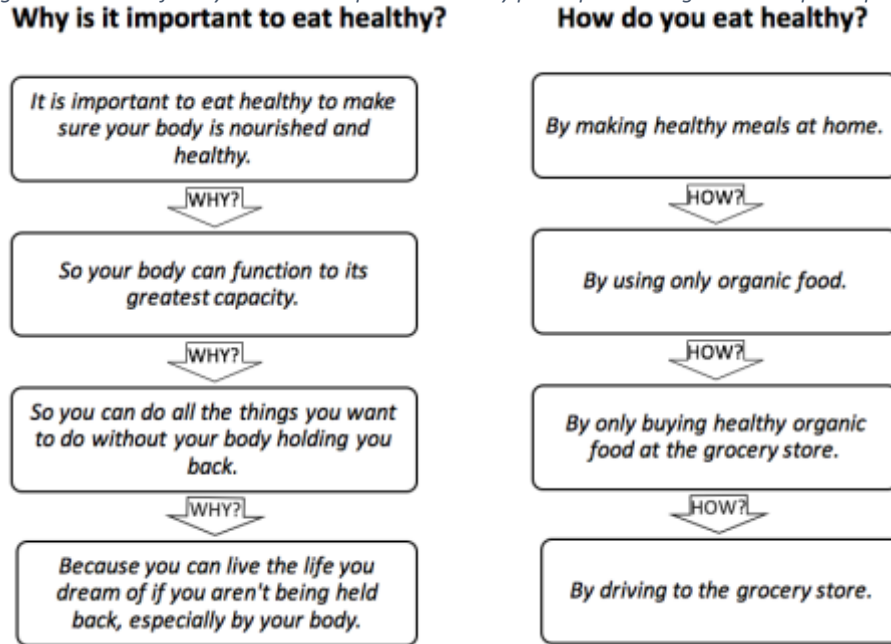 Why is it important to eat healthy?
It is important to eat healthy to make
sure your body is nourished and
healthy.
WHY?
So your body can function to its
greatest capacity.
WHY?
So you can do all the things you want
to do without your body holding you
back.
WHY?
Because you can live the life you
dream of if you aren't being held
back, especially by your body.
How do you eat healthy?
By making healthy meals at home.
HOW?
By using only organic food.
HOW?
By only buying healthy organic
food at the grocery store.
HOW?
By driving to the grocery store.